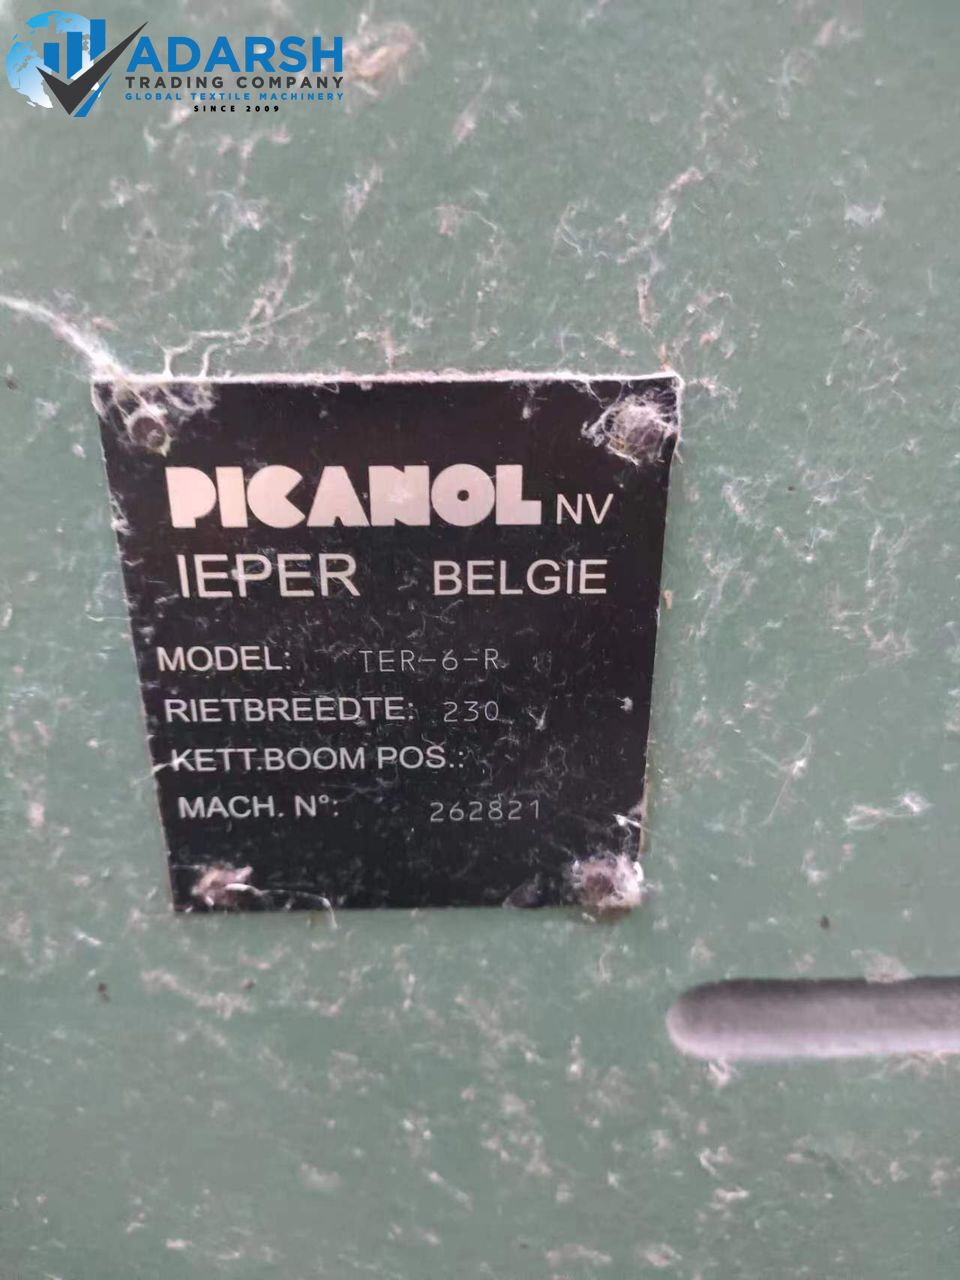 ADARSH
TRADING COMPANY
GLOBAL TEXTILE MACHINERY
SINCE 2009
PICANOL NV
IEPER BELGIE
MODEL: TER-6-R
RIETBREEDTE: 230
KETT.BOOM POS.:
MACH. N°: 262821